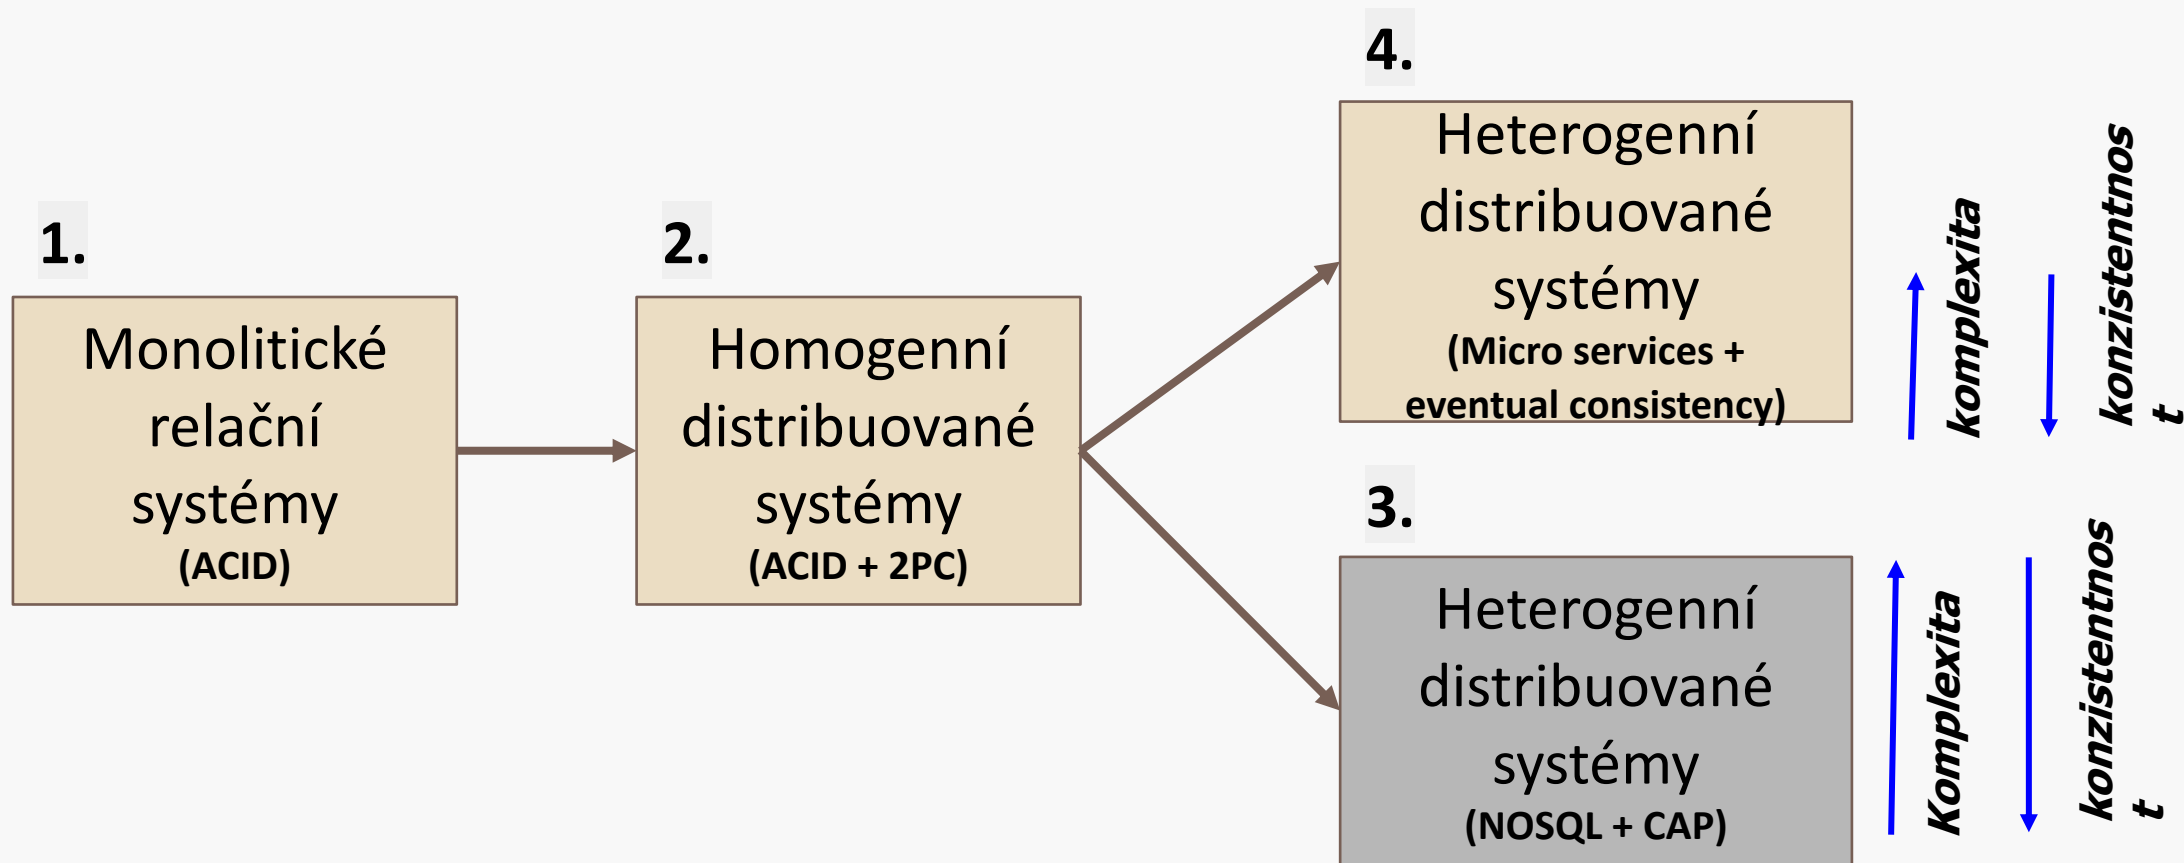 1.
Monolitické
relační
systémy
(ACID)
2.
Homogenní
distribuované
systémy
(ACID + 2PC)
4.
Heterogenní
distribuované
systémy
(Micro services +
eventual consistency)
komplexita
konzistentnos
t
3.
Heterogenní
distribuované
systémy
(NOSQL + CAP)
Komplexita
konzistentnos
t